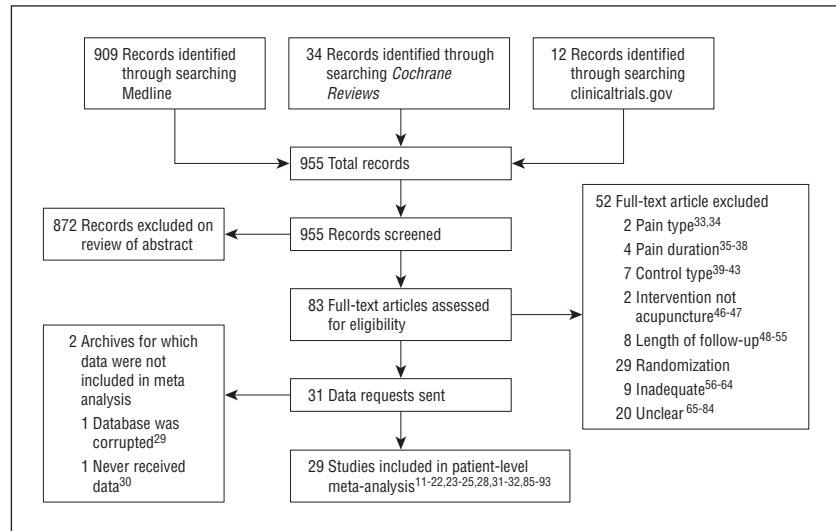 909 Records identified
through searching
Medline
34 Records identified through
searching Cochrane
Reviews
12 Records identified
through searching
clinicaltrials.gov
955 Total records
872 Records excluded on
review of abstract
955 Records screened
52 Full-text article excluded
2 Pain type33,34
4 Pain duration35-38
7 Control type39-43
2 Intervention not
acupuncture46-47
8 Length of follow-up48-55
29 Randomization
9 Inadequate56-64
20 Unclear65-84
83 Full-text articles assessed
for eligibility
2 Archives for which
data were not
included in meta
analysis
1 Database was
corrupted29
1 Never received
data30
31 Data requests sent
29 Studies included in patient-level
meta-analysis11-22,23-25,28,31-32,85-93